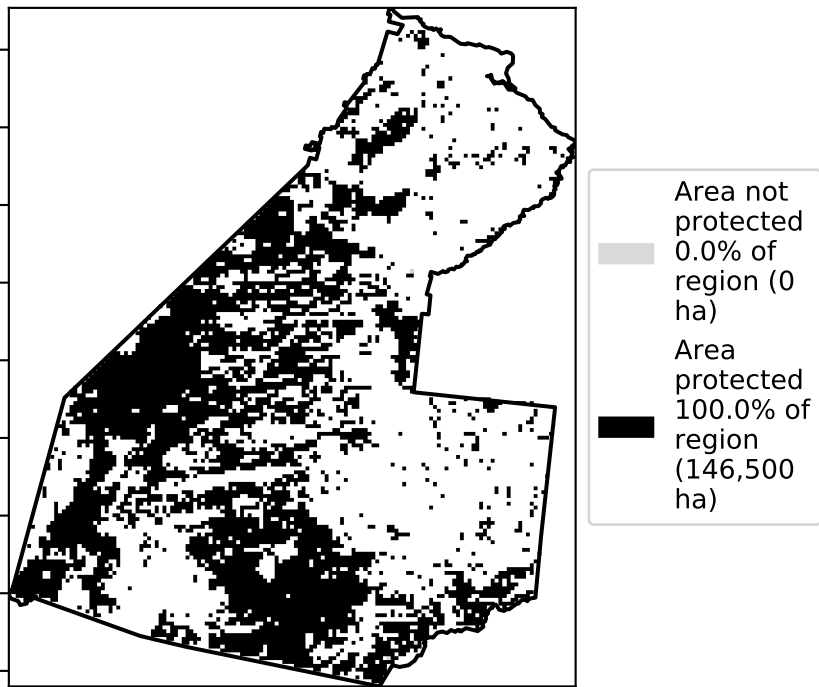 Area not
protected
0.0% of
region (0
ha)
Area
protected
100.0% of
region
(146,500
ha)